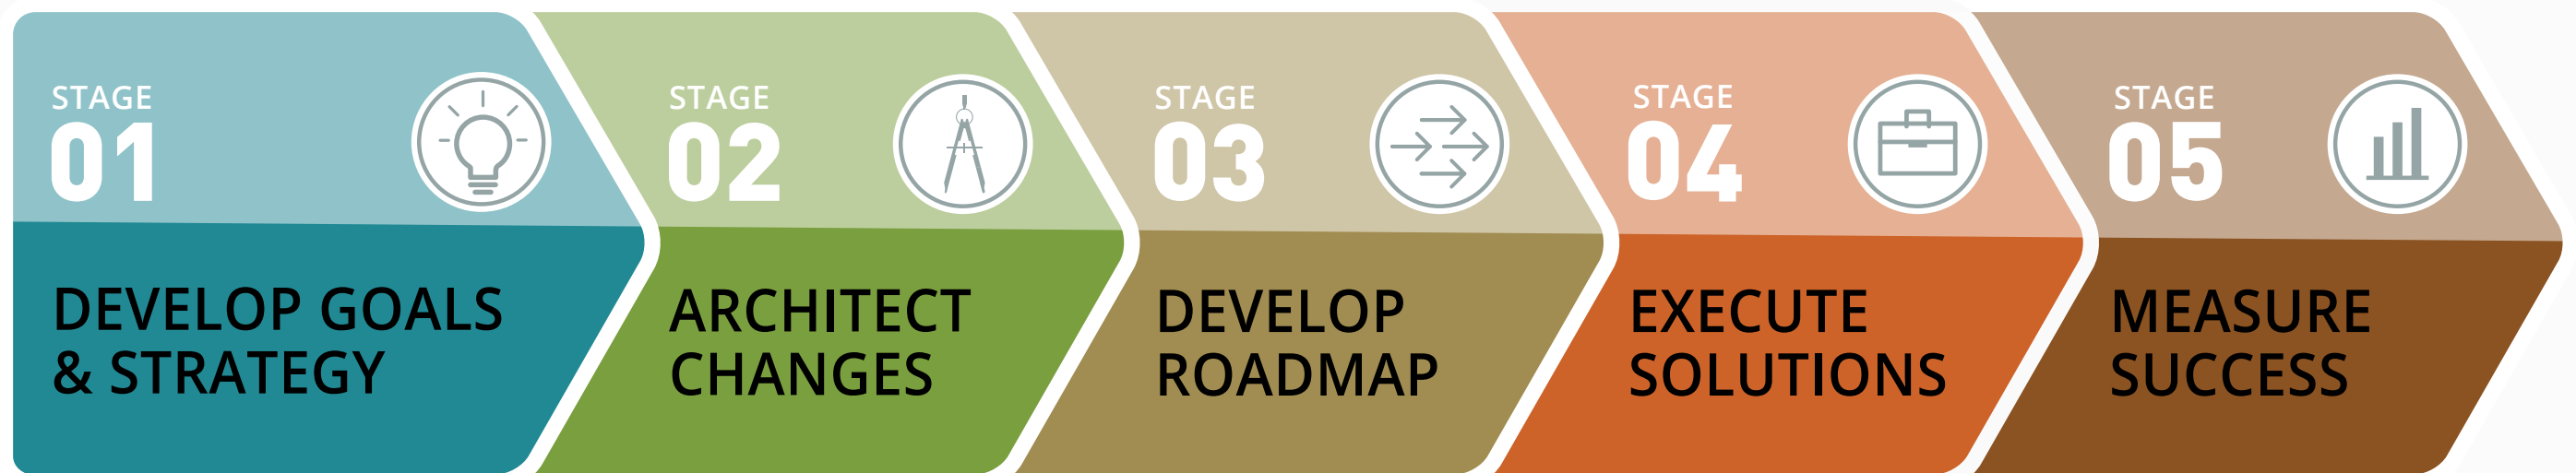 STAGE
01
DEVELOP GOALS
& STRATEGY
STAGE
02
ARCHITECT
CHANGES
STAGE
03
DEVELOP
ROADMAP
STAGE
04
EXECUTE
SOLUTIONS
STAGE
05
MEASURE
SUCCESS